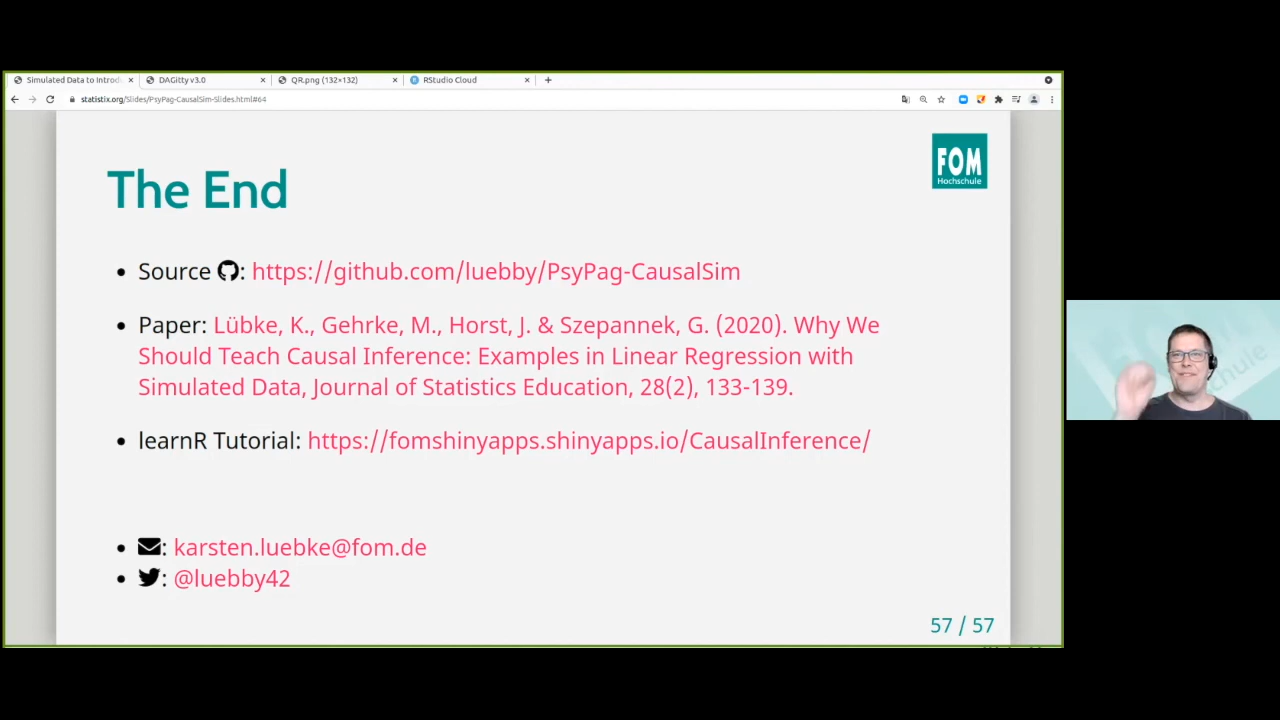 Simulated Data to Introd
DAGitty v3.0
QR.png (132×132)
RStudio Cloud
statistix.org/Slides/PsyPag-CausalSim-Slides.html#64
FOM
Hochschule
The End
Source : https://github.com/luebby/PsyPag-CausalSim
Paper: Lübke, K., Gehrke, M., Horst, J. & Szepannek, G. (2020). Why We
Should Teach Causal Inference: Examples in Linear Regression with
Simulated Data, Journal of Statistics Education, 28(2), 133-139.
learnR Tutorial: https://fomshinyapps.shinyapps.io/CausalInference/
: karsten.luebke@fom.de
: @luebby42
57 / 57